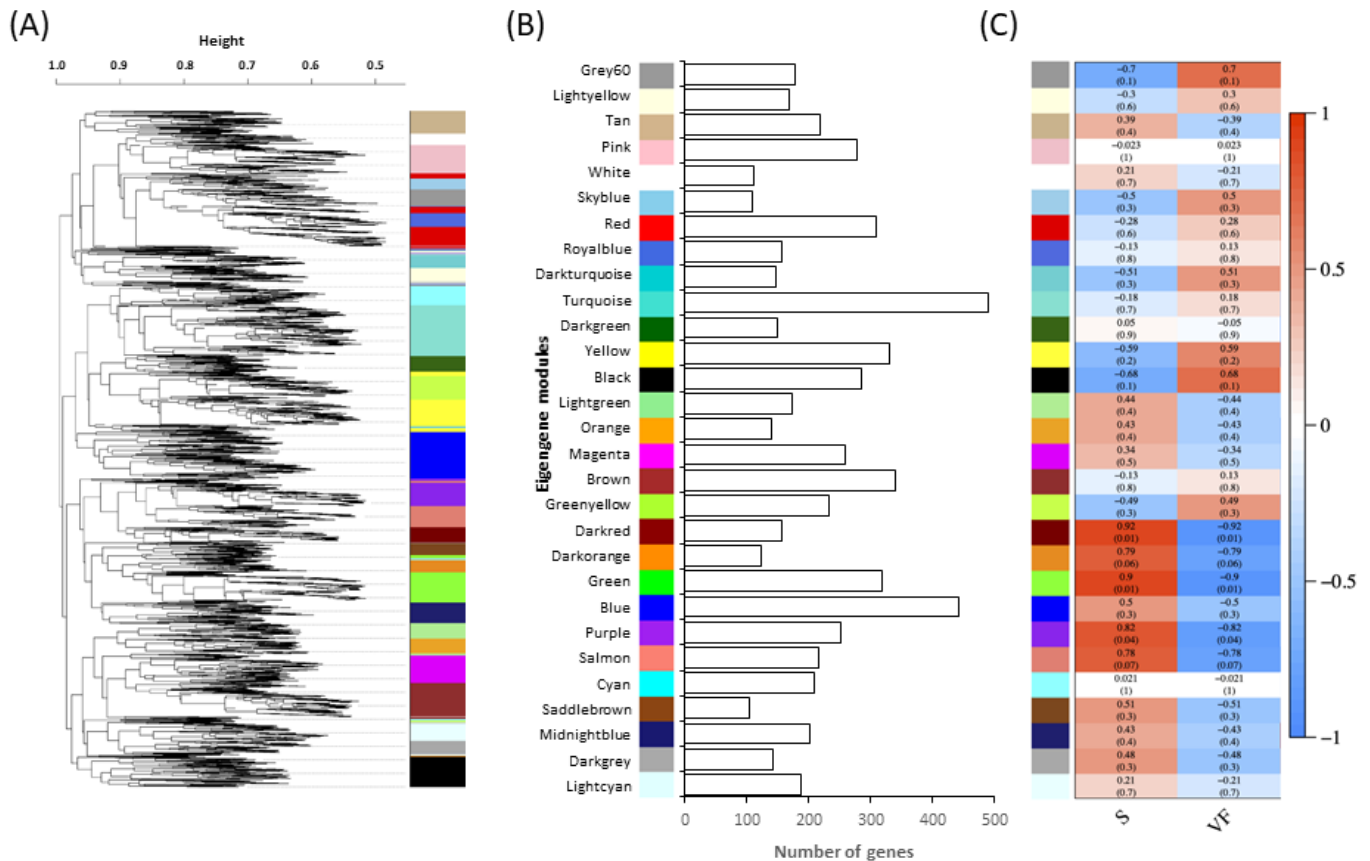 (A)
Height
1.0 0.9 0.8 0.7 0.6 0.5
(B)
Eigengene modules
Grey60
Lightyellow
Tan
Pink
White
Skyblue
Red
Royalblue
Darkturquoise
Turquoise
Darkgreen
Yellow
Black
Lightgreen
Orange
Magenta
Brown
Greenyellow
Darkred
Darkorange
Green
Blue
Purple
Salmon
Cyan
Saddlebrown
Midnightblue
Darkgrey
Lightcyan
0 100 200 300 400 500
Number of genes
(C)
−0.7 0.7
(0.1) (0.1)
−0.3 0.3
(0.6) (0.6)
0.39 −0.39
(0.4) (0.4)
−0.023 0.023
(1) (1)
0.21 −0.21
(0.7) (0.7)
−0.5 0.5
(0.3) (0.3)
−0.28 0.28
(0.6) (0.6)
−0.13 0.13
(0.8) (0.8)
−0.51 0.51
(0.3) (0.3)
−0.18 0.18
(0.7) (0.7)
0.05 −0.05
(0.9) (0.9)
−0.59 0.59
(0.2) (0.2)
−0.68 0.68
(0.1) (0.1)
0.44 −0.44
(0.4) (0.4)
0.43 −0.43
(0.4) (0.4)
0.34 −0.34
(0.5) (0.5)
−0.13 0.13
(0.8) (0.8)
−0.49 0.49
(0.3) (0.3)
0.92 −0.92
(0.01) (0.01)
0.79 −0.79
(0.06) (0.06)
0.9 −0.9
(0.01) (0.01)
0.5 −0.5
(0.3) (0.3)
0.82 −0.82
(0.04) (0.04)
0.78 −0.78
(0.07) (0.07)
0.021 −0.021
(1) (1)
0.51 −0.51
(0.3) (0.3)
0.43 −0.43
(0.4) (0.4)
0.48 −0.48
(0.3) (0.3)
0.21 −0.21
(0.7) (0.7)
S VF
1
0.5
0
−0.5
−1